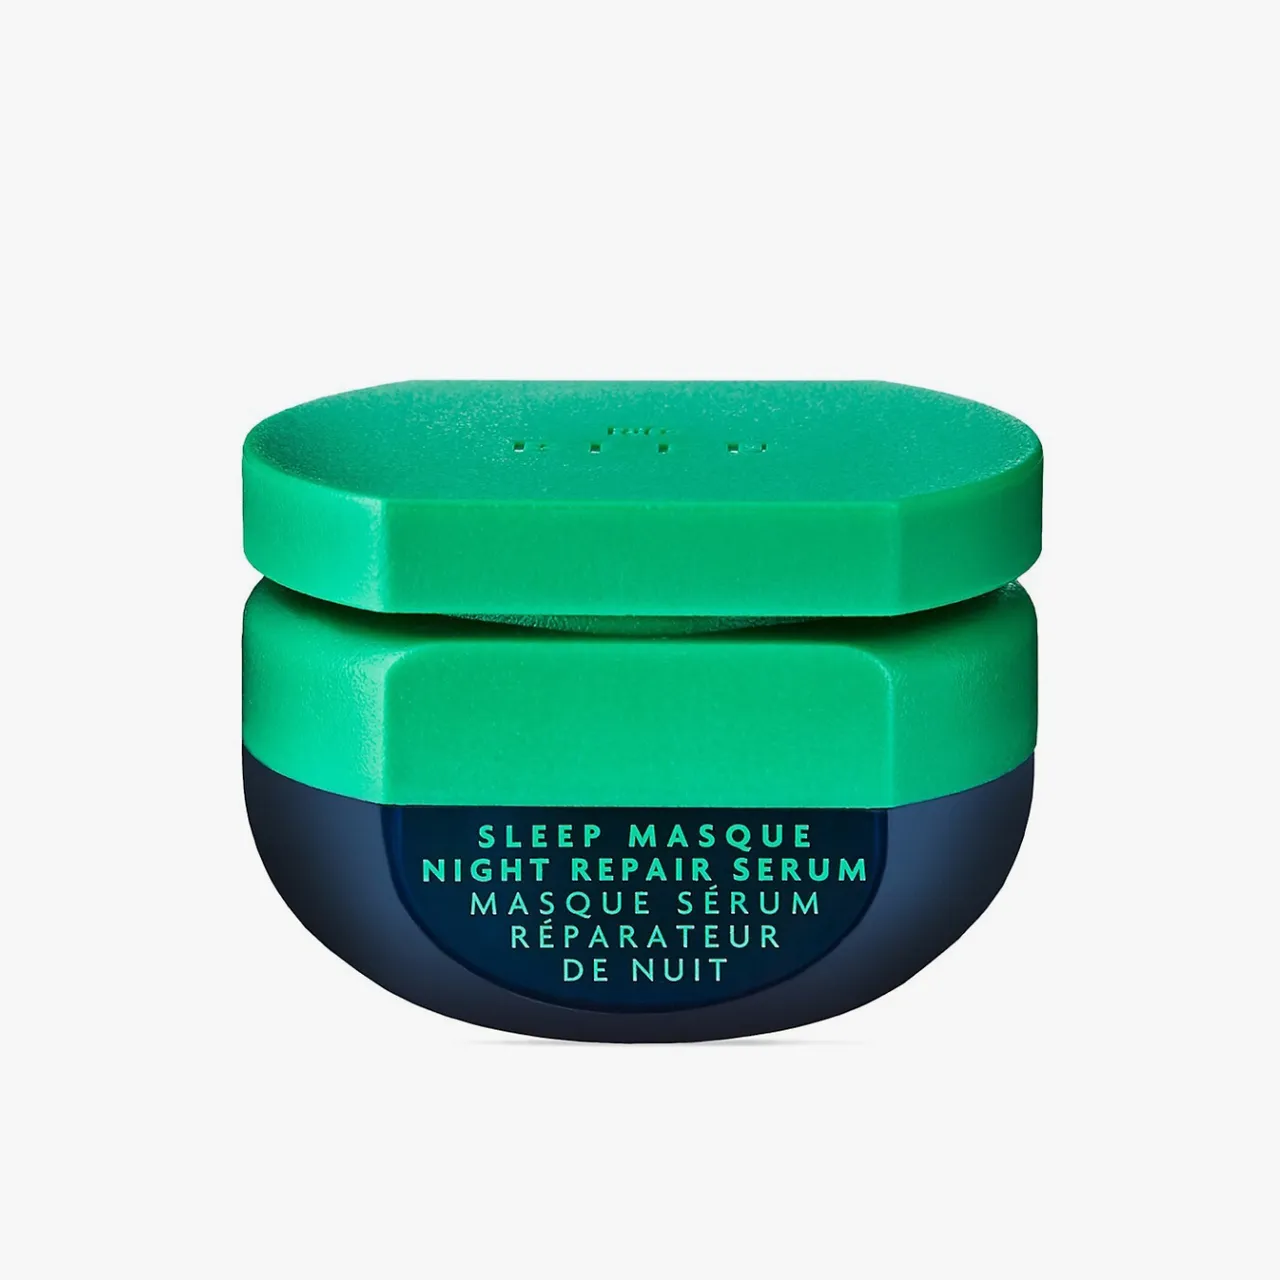 SLEEP MASQUE
NIGHT REPAIR SERUM
MASQUE SÉRUM
RÉPARATEUR
DE NUIT